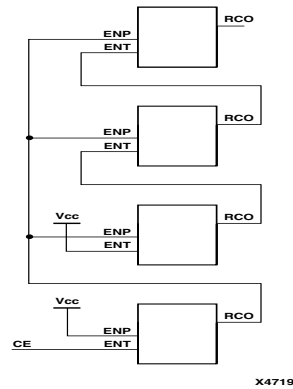 RCO
ENP
ENT
RCO
ENP
ENT
Vcc
RCO
ENP
ENT
Vcc
RCO
ENP
CE
ENT
X4719